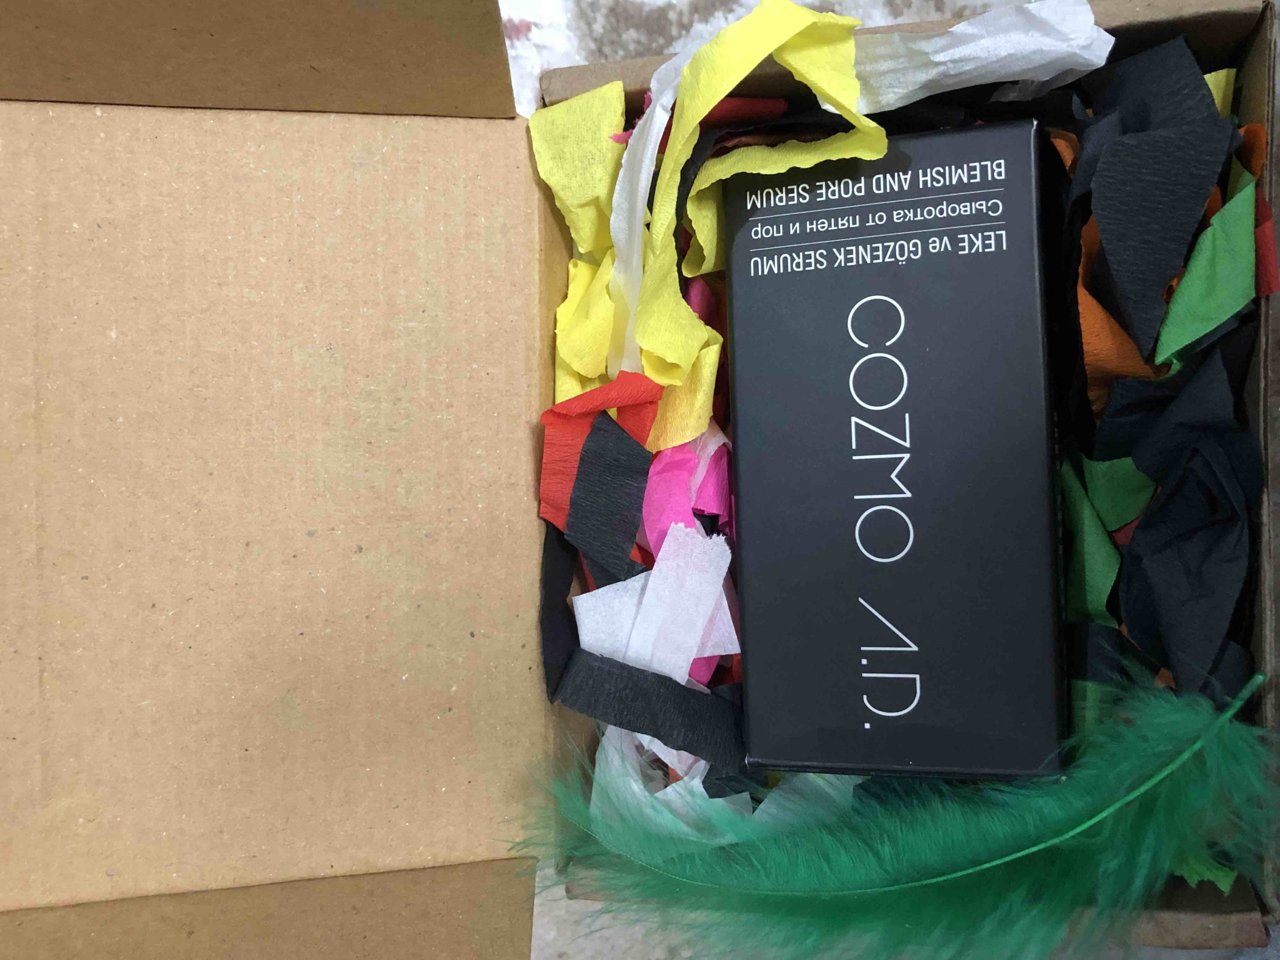 COZMO A.D.
LEKE ve GÖZENEK SERUMU
Сыворотка от пятен и пор
BLEMISH AND PORE SERUM